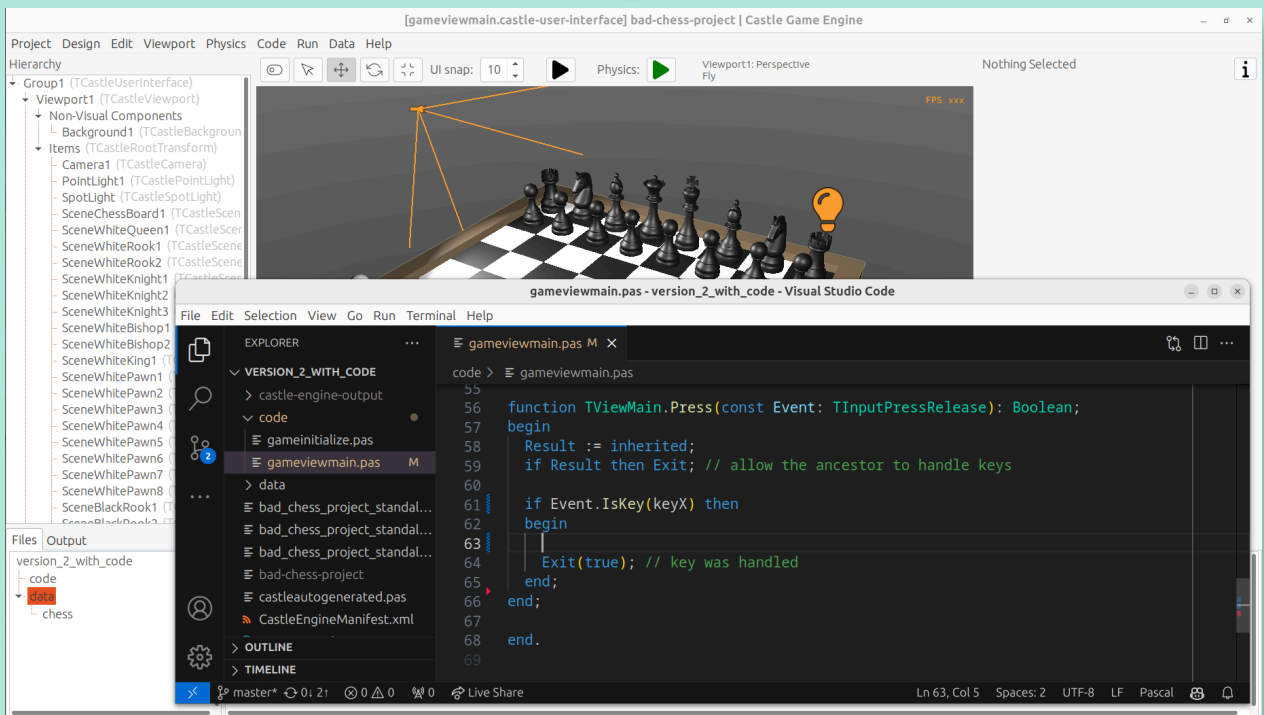 [gameviewmain.castle-user-interface] bad-chess-project | Castle Game Engine
Project Design Edit Viewport Physics Code Run Data Help
Hierarchy
UI snap: 10
Physics:
Viewport1: Perspective
Fly
Nothing Selected
i
FPS: xxx
Group1 (TCastleUserInterface)
Viewport1 (TCastleViewport)
Non-Visual Components
Background1 (TCastleBackgroun
Items (TCastleRootTransform)
Camera1 (TCastleCamera)
PointLight1 (TCastlePointLight)
SpotLight (TCastleSpotLight)
SceneChessBoard1 (TCastleScen
SceneWhiteQueen1 (TCastleScer
SceneWhiteRook1 (TCastleScene
SceneWhiteRook2 (TCastleScene
SceneWhiteKnight1 (TCastleScene
SceneWhiteKnight2
SceneWhiteKnight3
SceneWhiteBishop1
SceneWhiteBishop2
SceneWhiteKing1 (T
SceneWhitePawn1 (
SceneWhitePawn2 (
SceneWhitePawn3 (
SceneWhitePawn4 (
SceneWhitePawn5 (
SceneWhitePawn6 (
SceneWhitePawn7 (
SceneWhitePawn8 (
SceneBlackRook1 (T
SceneBlackRook2 (T
Files Output
version_2_with_code
code
data
chess
gameviewmain.pas - version_2_with_code - Visual Studio Code
File Edit Selection View Go Run Terminal Help
EXPLORER ...
VERSION_2_WITH_CODE
castle-engine-output
code
gameinitialize.pas
gameviewmain.pas M
data
bad_chess_project_standal...
bad_chess_project_standal...
bad_chess_project_standal...
bad-chess-project
castleautogenerated.pas
CastleEngineManifest.xml
OUTLINE
TIMELINE
2
gameviewmain.pas M
code > gameviewmain.pas
55
56 function TViewMain.Press(const Event: TInputPressRelease): Boolean;
57 begin
58 Result := inherited;
59 if Result then Exit; // allow the ancestor to handle keys
60
61 if Event.IsKey(keyX) then
62 begin
63
64 Exit(true); // key was handled
65 end;
66 end;
67
68 end.
69
master* 0↓ 2↑ 0 0 0 Live Share
Ln 63, Col 5 Spaces: 2 UTF-8 LF Pascal